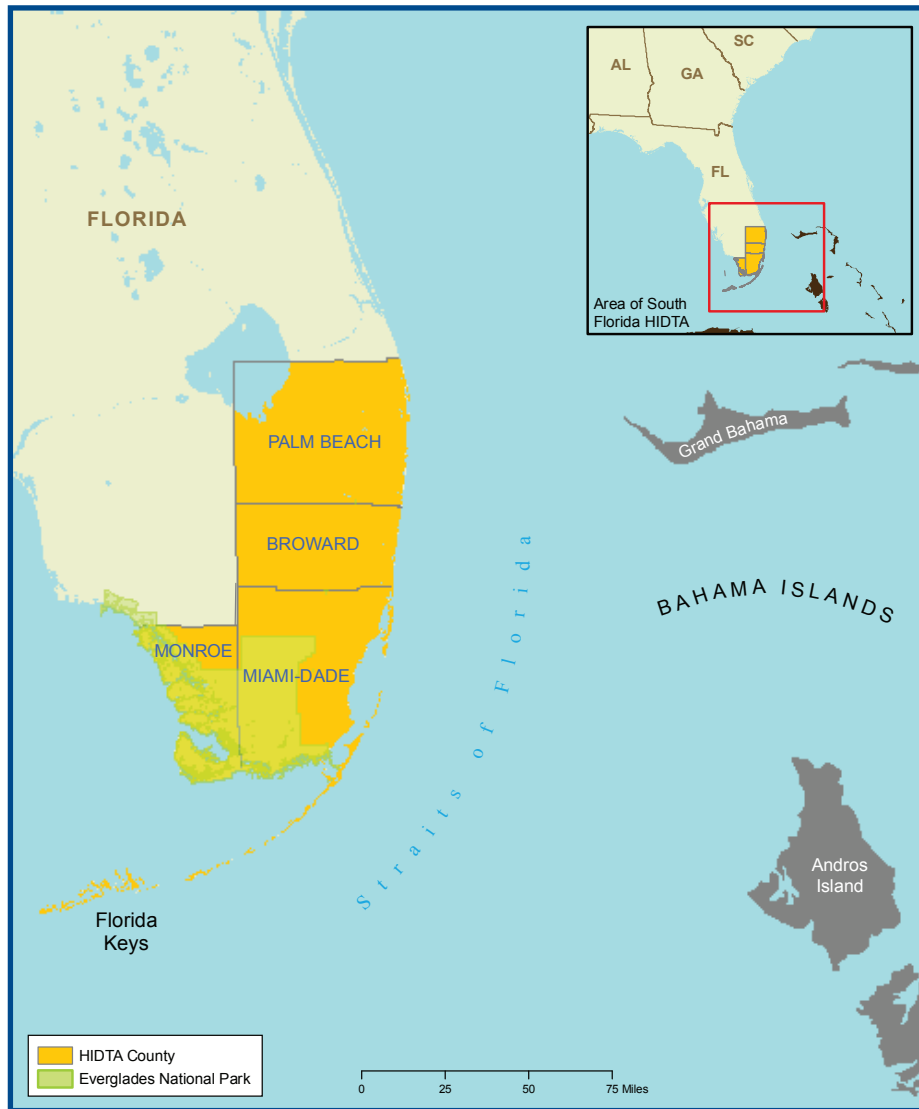 SC
AL
GA
FL
Area of South
Florida HIDTA
FLORIDA
PALM BEACH
Grand Bahama
BROWARD
Straits of Florida
BAHAMA ISLANDS
MONROE
MIAMI-DADE
Andros
Island
Florida
Keys
HIDTA County
Everglades National Park
0 25 50 75 Miles